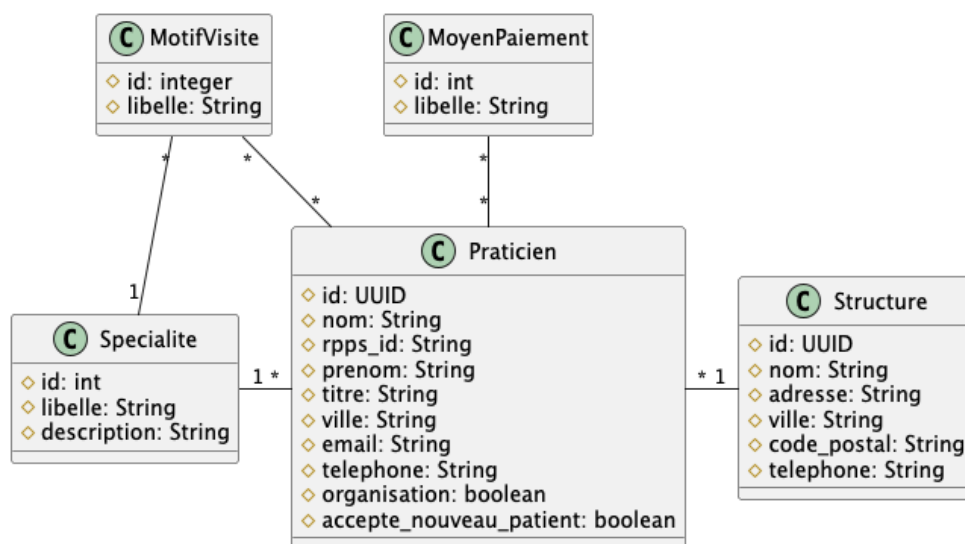 C MotifVisite
id: integer
libelle: String
C MoyenPaiement
id: int
libelle: String
*
*
*
*
*
1
*
C Praticien
id: UUID
nom: String
rpps_id: String
prenom: String
titre: String
ville: String
email: String
telephone: String
organisation: boolean
accepte_nouveau_patient: boolean
C Specialite
id: int
libelle: String
description: String
1 *
* 1
C Structure
id: UUID
nom: String
adresse: String
ville: String
code_postal: String
telephone: String